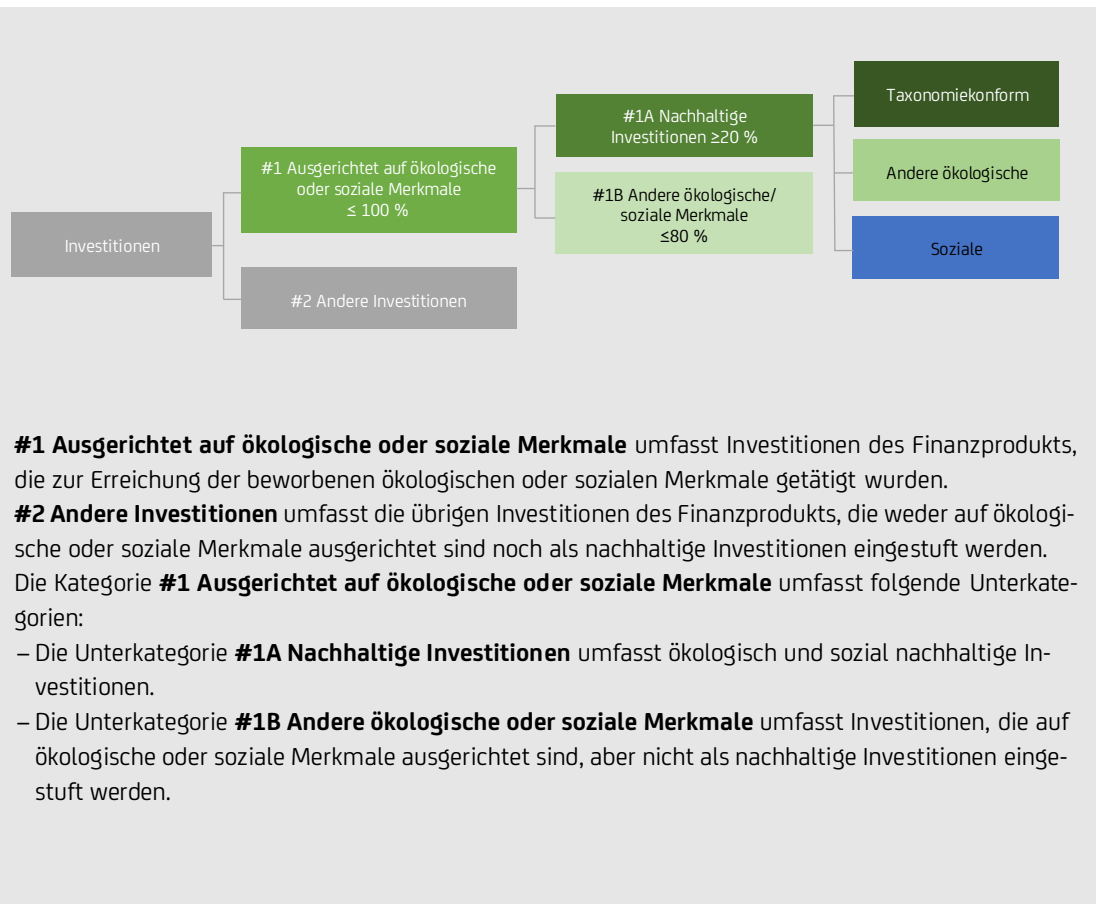 Taxonomiekonform
#1A Nachhaltige
Investitionen ≥20 %
#1 Ausgerichtet auf ökologische
oder soziale Merkmale
≤ 100 %
Andere ökologische
#1B Andere ökologische/
soziale Merkmale
≤80 %
Investitionen
Soziale
#2 Andere Investitionen
#1 Ausgerichtet auf ökologische oder soziale Merkmale umfasst Investitionen des Finanzprodukts,
die zur Erreichung der beworbenen ökologischen oder sozialen Merkmale getätigt wurden.
#2 Andere Investitionen umfasst die übrigen Investitionen des Finanzprodukts, die weder auf ökologi-
sche oder soziale Merkmale ausgerichtet sind noch als nachhaltige Investitionen eingestuft werden.
Die Kategorie #1 Ausgerichtet auf ökologische oder soziale Merkmale umfasst folgende Unterkate-
gorien:
– Die Unterkategorie #1A Nachhaltige Investitionen umfasst ökologisch und sozial nachhaltige In-
vestitionen.
– Die Unterkategorie #1B Andere ökologische oder soziale Merkmale umfasst Investitionen, die auf
ökologische oder soziale Merkmale ausgerichtet sind, aber nicht als nachhaltige Investitionen einge-
stuft werden.